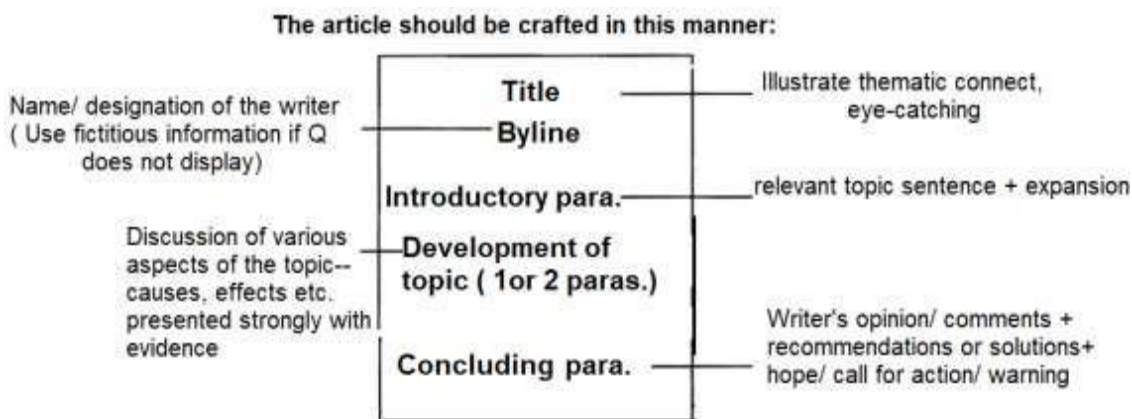 The article should be crafted in this manner:
Title
Illustrate thematic connect,
eye-catching
Name/ designation of the writer
( Use fictitious information if Q
does not display)
Byline
Introductory para.
relevant topic sentence + expansion
Discussion of various
aspects of the topic--
causes, effects etc.
presented strongly with
evidence
Development of
topic ( 1or 2 paras.)
Concluding para.
Writer's opinion/ comments +
recommendations or solutions+
hope/ call for action/ warning